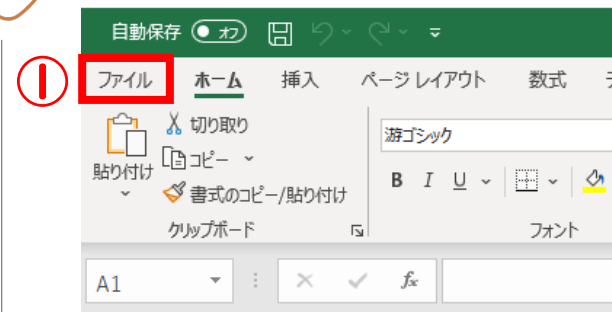 自動保存 オフ
① ファイル ホーム 挿入 ページ レイアウト 数式
切り取り
コピー
貼り付け
書式のコピー/貼り付け
クリップボード
游ゴシック
B I U
フォント
A1 fx